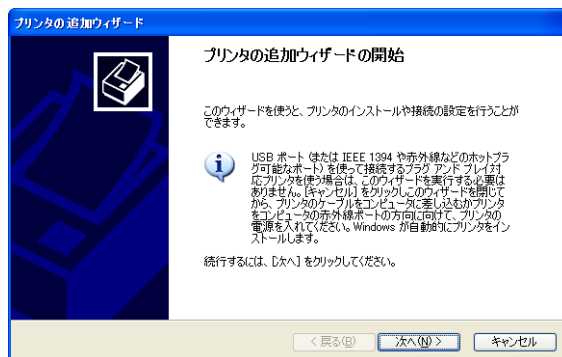 プリンタの追加ウィザード
プリンタの追加ウィザードの開始
このウィザードを使うと、プリンタのインストールや接続の設定を行うことが
できます。
USB ポート (または IEEE 1394 や赤外線などのホットプラ
グ可能なポート) を使って接続するプラグ アンド プレイ対
応プリンタを使う場合は、このウィザードを実行する必要は
ありません。[キャンセル] をクリックしこのウィザードを閉じて
から、プリンタのケーブルをコンピュータに差し込むかプリンタ
をコンピュータの赤外線ポートの方向に向けて、プリンタの
電源を入れてください。Windows が自動的にプリンタをイン
ストールします。
続行するには、[次へ] をクリックしてください。
< 戻る(B)
次へ(N) >
キャンセル